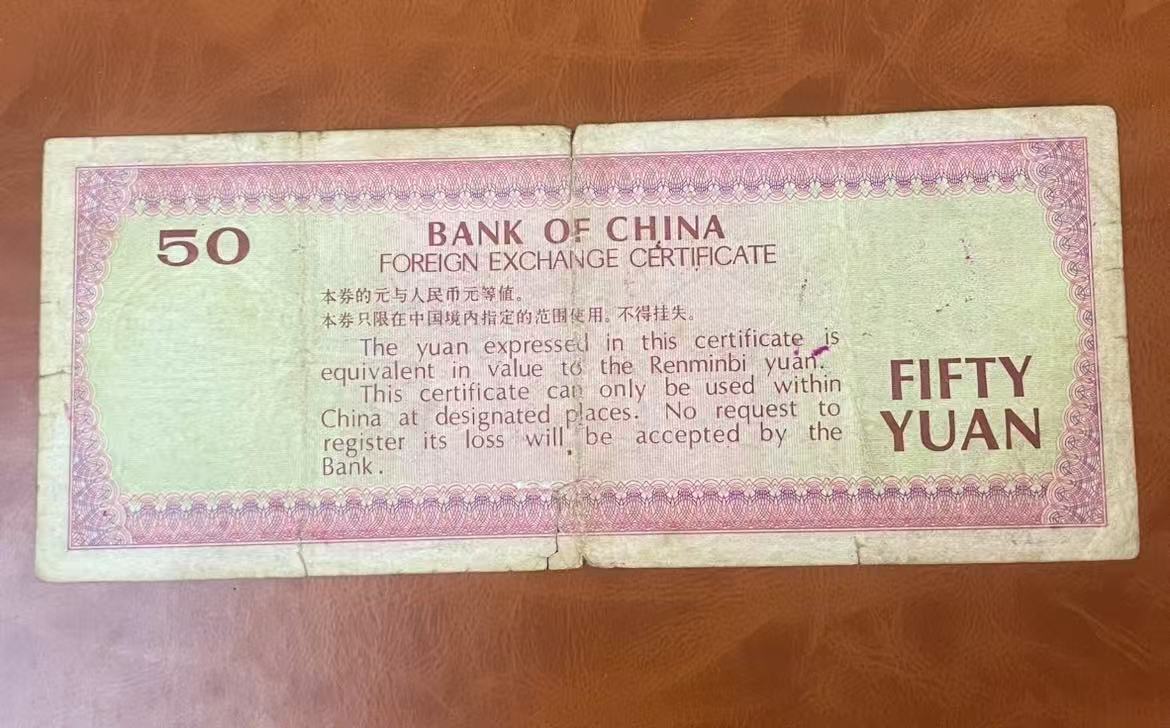 50
BANK OF CHINA
FOREIGN EXCHANGE CERTIFICATE
本券的元与人民币元等值。
本券只限在中国境内指定的范围使用。不得挂失。
The yuan expressed in this certificate is
equivalent in value to the Renminbi yuan.
This certificate can only be used within
China at designated places. No request to
register its loss will be accepted by the
Bank.
FIFTY
YUAN